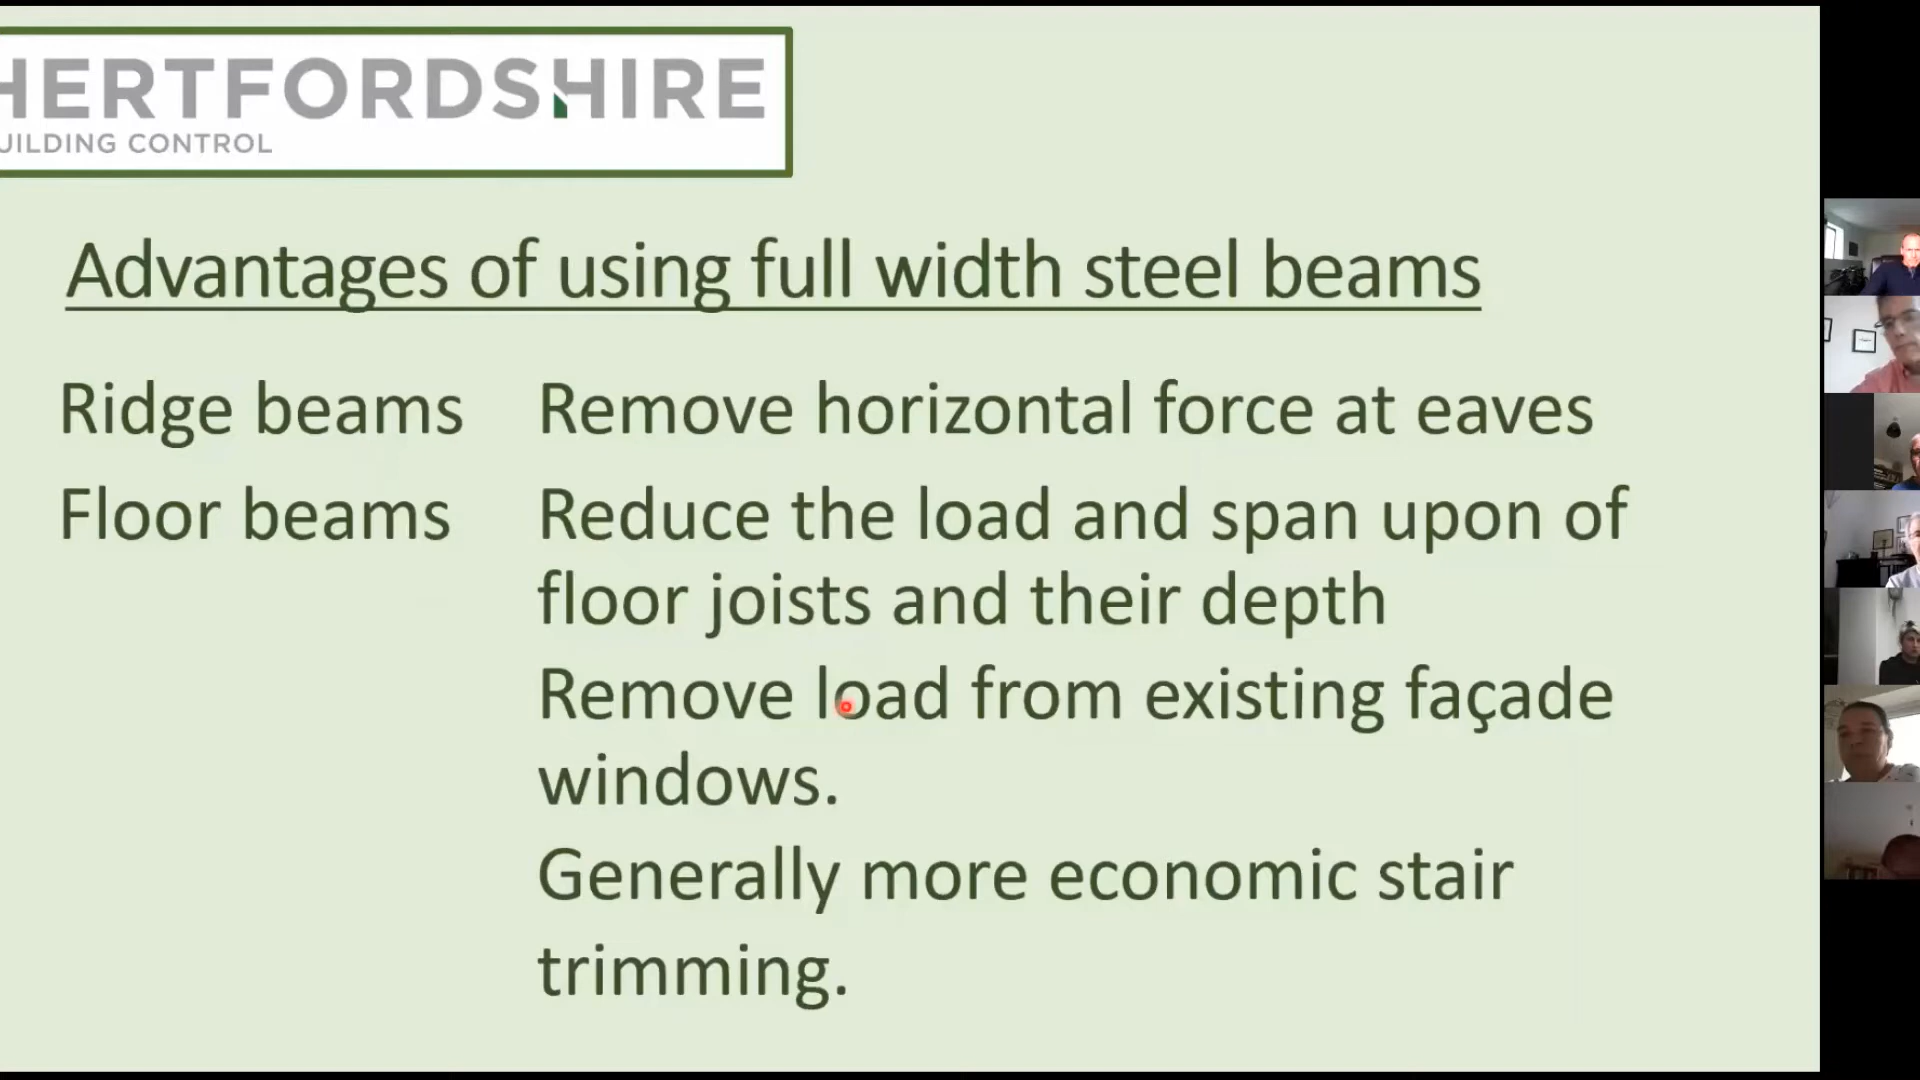 HERTFORDSHIRE
UILDING CONTROL
Advantages of using full width steel beams
Ridge beams Remove horizontal force at eaves
Floor beams Reduce the load and span upon of
floor joists and their depth
Remove load from existing façade
windows.
Generally more economic stair
trimming.